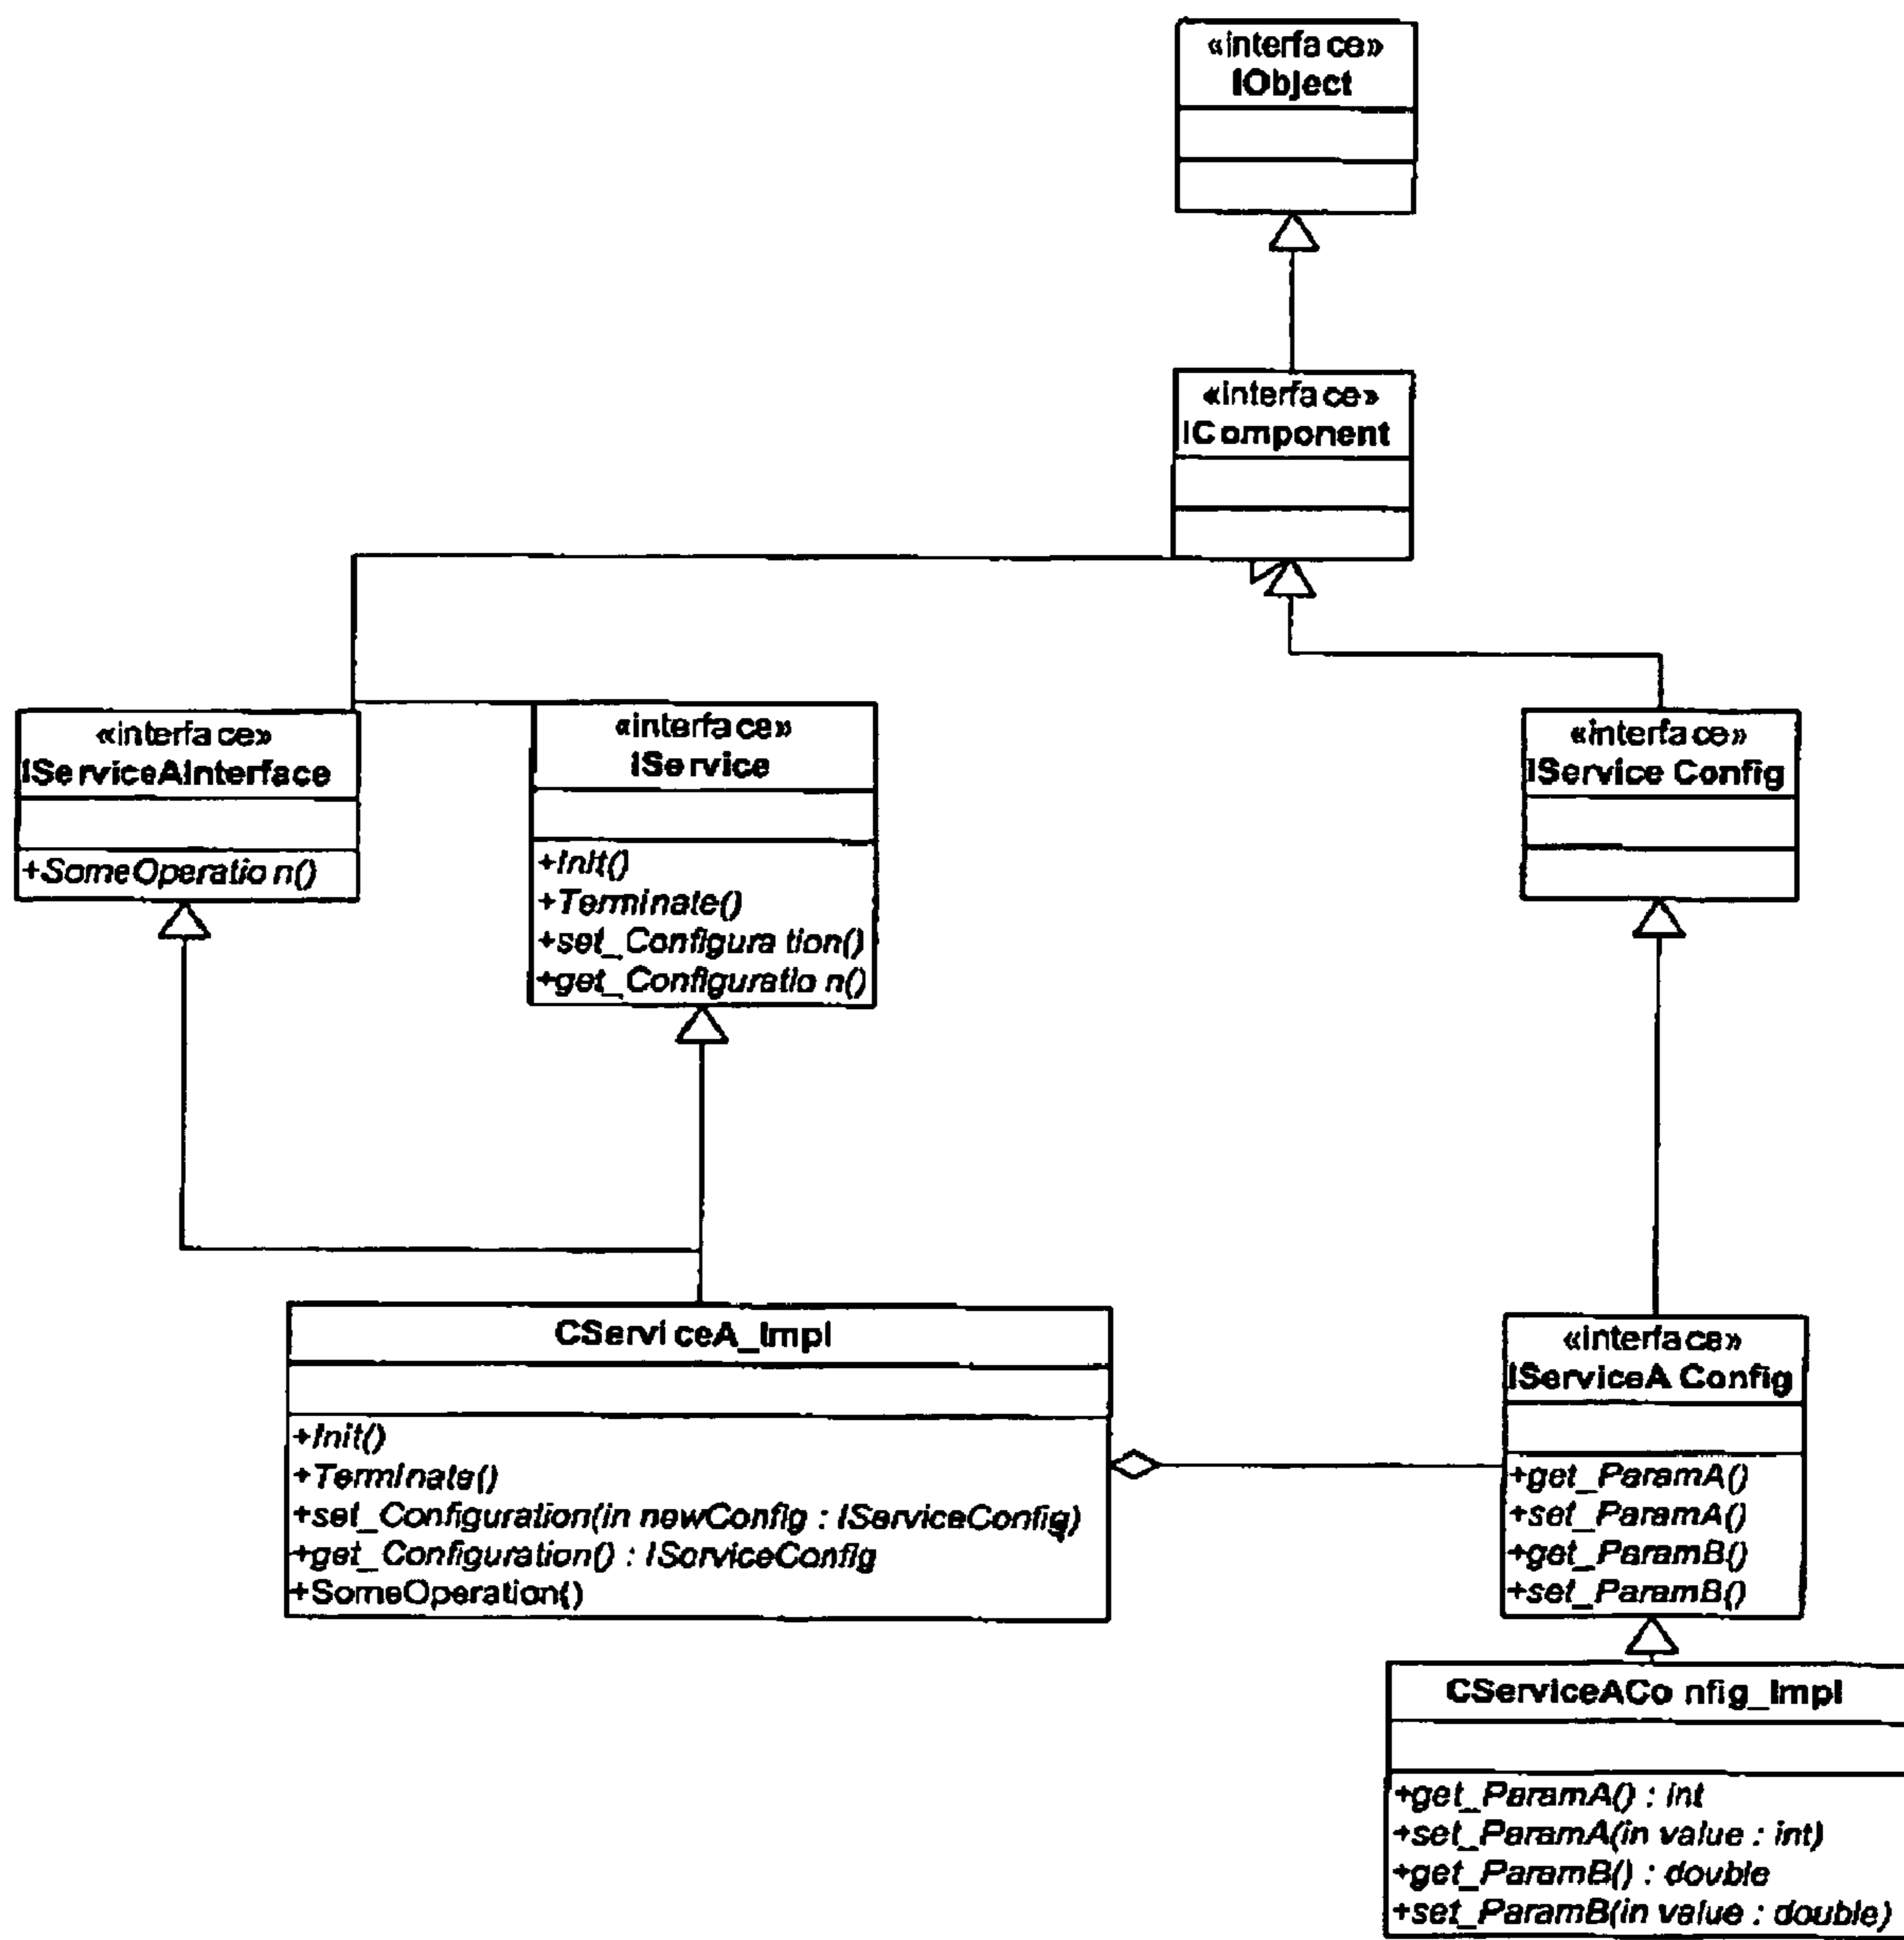 «interface»
IObject
«interface»
IComponent
«interface»
IServiceAInterface
+SomeOperation()
«interface»
IService
+Init()
+Terminate()
+set_Configuration()
+get_Configuration()
«interface»
IService Config
CServiceA_Impl
+Init()
+Terminate()
+set_Configuration(in newConfig : IServiceConfig)
+get_Configuration() : IServiceConfig
+SomeOperation()
«interface»
IServiceA Config
+get_ParamA()
+set_ParamA()
+get_ParamB()
+set_ParamB()
CServiceAConfig_Impl
+get_ParamA() : int
+set_ParamA(in value : int)
+get_ParamB() : double
+set_ParamB(in value : double)